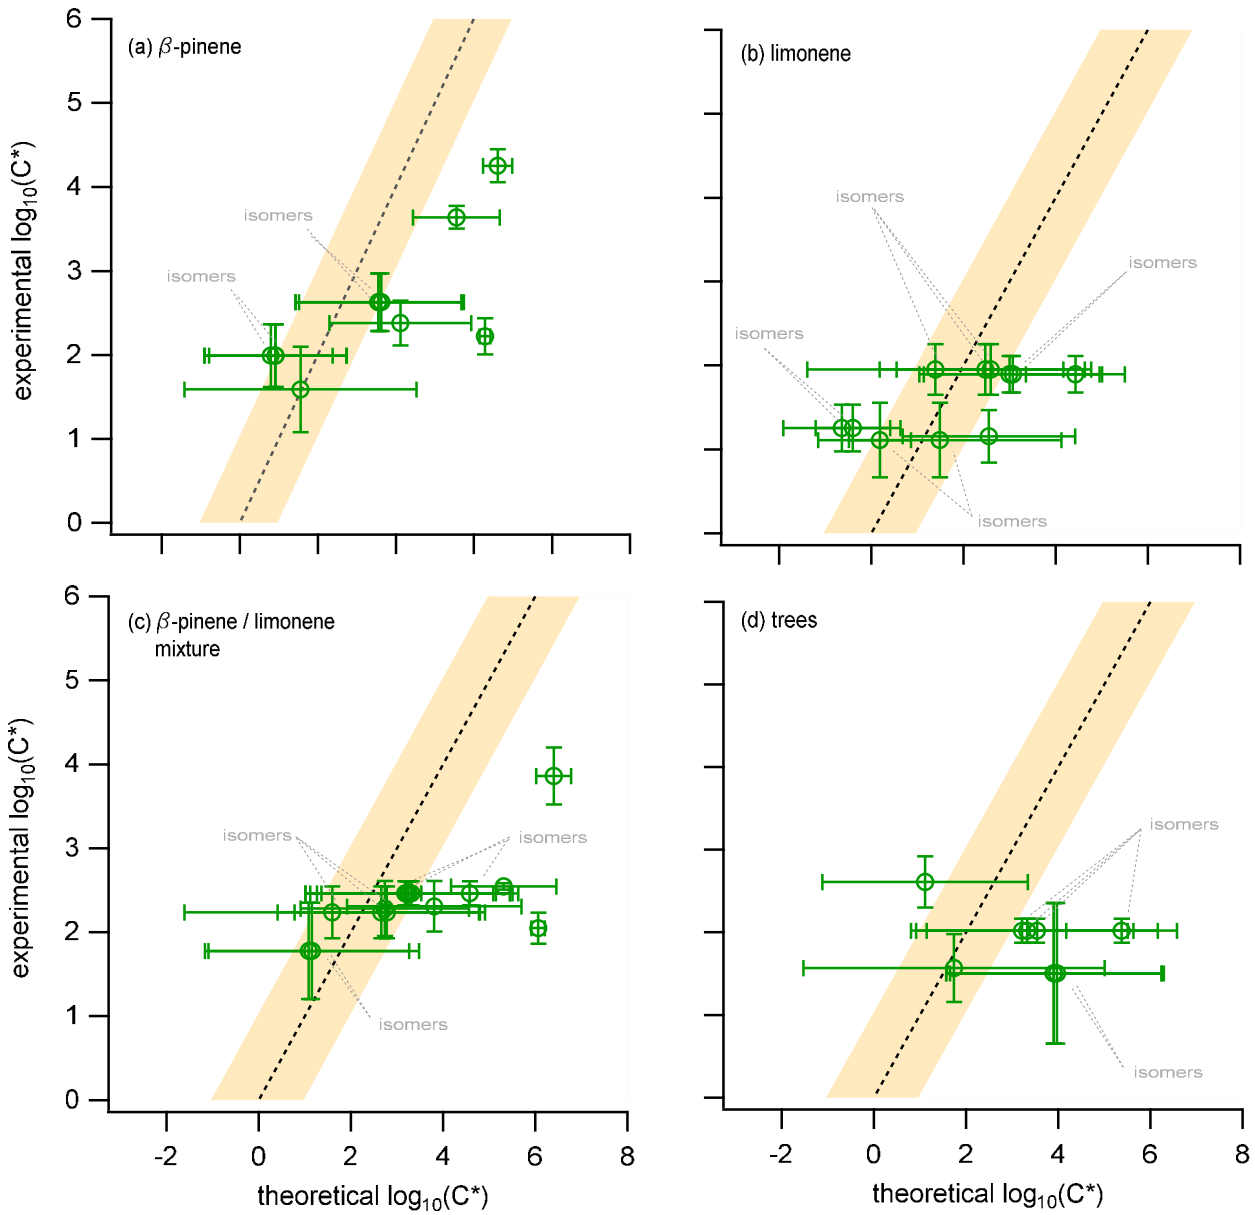 6
5
4
3
2
1
0
experimental log10(C*)
(a) β-pinene
isomers
isomers
(b) limonene
isomers
isomers
isomers
isomers
6
5
4
3
2
1
0
experimental log10(C*)
(c) β-pinene / limonene
mixture
isomers
isomers
isomers
-2 0 2 4 6 8
theoretical log10(C*)
(d) trees
isomers
isomers
-2 0 2 4 6 8
theoretical log10(C*)